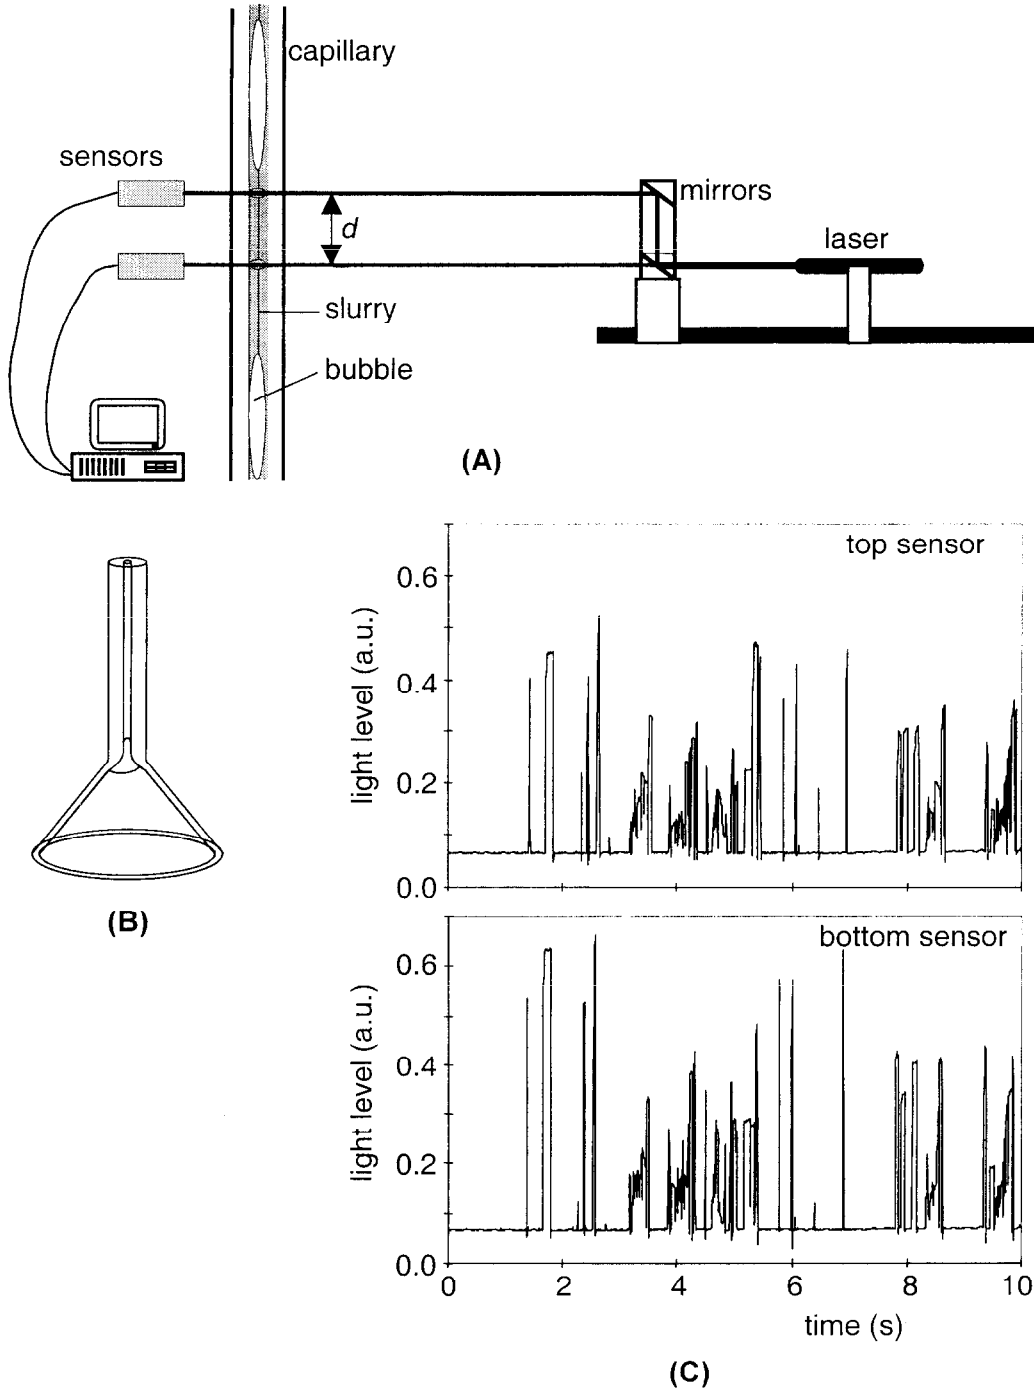 capillary
sensors
mirrors
d
laser
slurry
bubble
(A)
(B)
top sensor
light level (a.u.)
0.6
0.4
0.2
0.0
bottom sensor
light level (a.u.)
0.6
0.4
0.2
0.0
0 2 4 6 8 10
time (s)
(C)